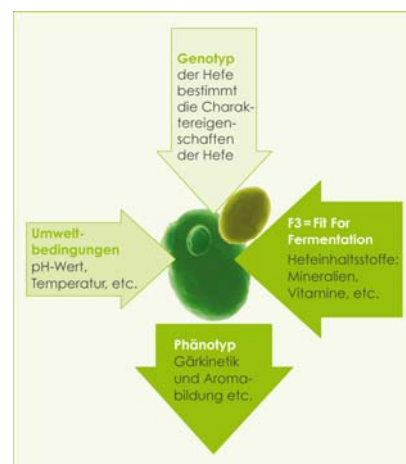 Genotyp
der Hefe
bestimmt
die Charak-
tereigen-
schaften
der Hefe
Umwelt-
bedingungen
pH-Wert,
Temperatur, etc.
F3=Fit For
Fermentation
Hefeinhaltsstoffe:
Mineralien,
Vitamine, etc.
Phänotyp
Gärkinetik
und Aroma-
bildung etc.